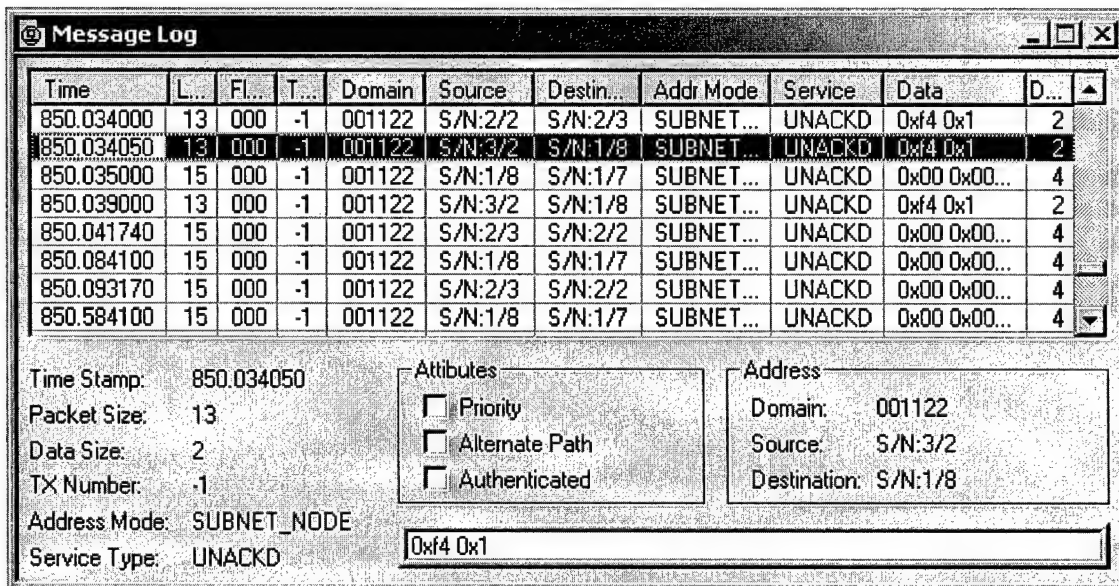 Message Log
Time L... Fl... T... Domain Source Destin... Addr Mode Service Data D...
850.034000 13 000 -1 001122 S/N:2/2 S/N:2/3 SUBNET... UNACKD 0xf4 0x1 2
850.034050 13 000 -1 001122 S/N:3/2 S/N:1/8 SUBNET... UNACKD 0xf4 0x1 2
850.035000 15 000 -1 001122 S/N:1/8 S/N:1/7 SUBNET... UNACKD 0x00 0x00... 4
850.039000 13 000 -1 001122 S/N:3/2 S/N:1/8 SUBNET... UNACKD 0xf4 0x1 2
850.041740 15 000 -1 001122 S/N:2/3 S/N:2/2 SUBNET... UNACKD 0x00 0x00... 4
850.084100 15 000 -1 001122 S/N:1/8 S/N:1/7 SUBNET... UNACKD 0x00 0x00... 4
850.093170 15 000 -1 001122 S/N:2/3 S/N:2/2 SUBNET... UNACKD 0x00 0x00... 4
850.584100 15 000 -1 001122 S/N:1/8 S/N:1/7 SUBNET... UNACKD 0x00 0x00... 4
Time Stamp: 850.034050
Packet Size: 13
Data Size: 2
TX Number: -1
Address Mode: SUBNET_NODE
Service Type: UNACKD
Attibutes
Priority
Alternate Path
Authenticated
Address
Domain: 001122
Source: S/N:3/2
Destination: S/N:1/8
0xf4 0x1